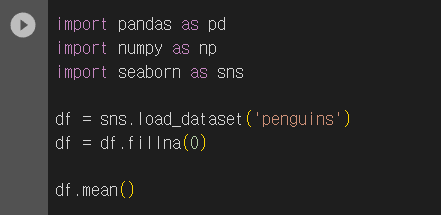 import pandas as pd
import numpy as np
import seaborn as sns
df = sns.load_dataset('penguins')
df = df.fillna(0)
df.mean()